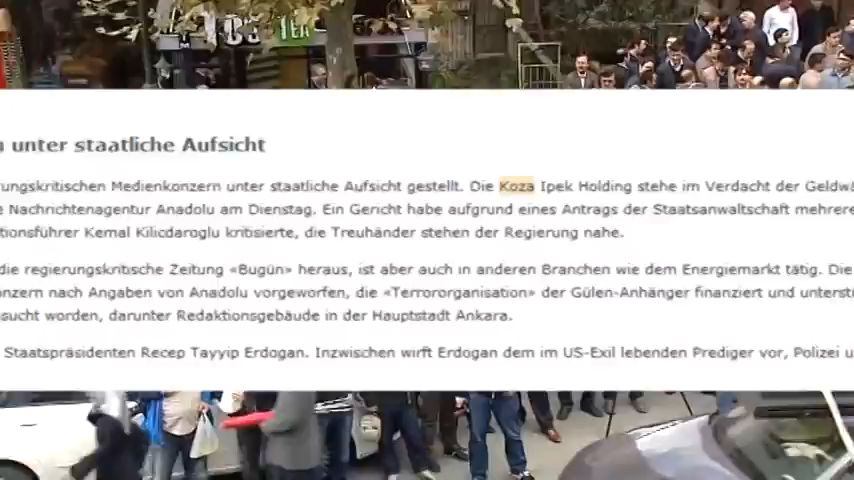 unter staatliche Aufsicht
ungskritischen Medienkonzern unter staatliche Aufsicht gestellt. Die Koza Ipek Holding stehe im Verdacht der Geldwä
Nachrichtenagentur Anadolu am Dienstag. Ein Gericht habe aufgrund eines Antrags der Staatsanwaltschaft mehrere
tionsführer Kemal Kilicdaroglu kritisierte, die Treuhänder stehen der Regierung nahe.
die regierungskritische Zeitung «Bugün» heraus, ist aber auch in anderen Branchen wie dem Energiemarkt tätig. Die
onzern nach Angaben von Anadolu vorgeworfen, die «Terrororganisation» der Gülen-Anhänger finanziert und unterst
sucht worden, darunter Redaktionsgebäude in der Hauptstadt Ankara.
Staatspräsidenten Recep Tayyip Erdogan. Inzwischen wirft Erdogan dem im US-Exil lebenden Prediger vor, Polizei u